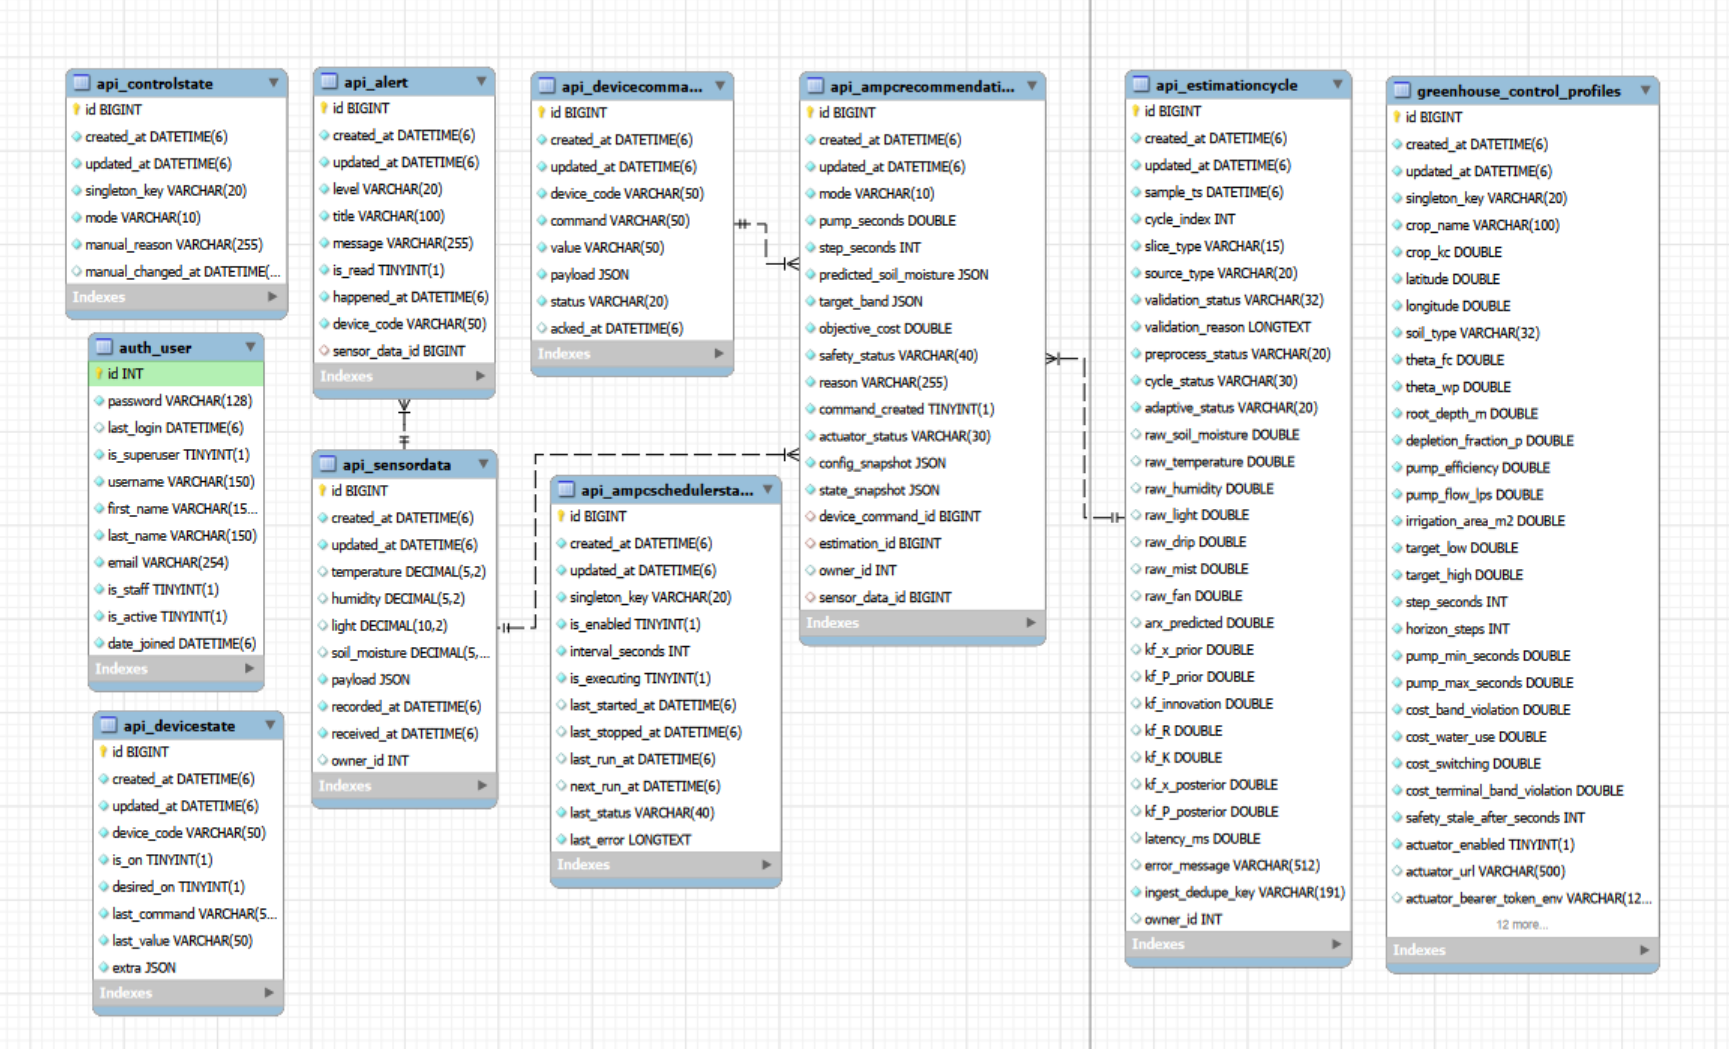 api_controlstate
id BIGINT
created_at DATETIME(6)
updated_at DATETIME(6)
singleton_key VARCHAR(20)
mode VARCHAR(10)
manual_reason VARCHAR(255)
manual_changed_at DATETIME(...
Indexes
auth_user
id INT
password VARCHAR(128)
last_login DATETIME(6)
is_superuser TINYINT(1)
username VARCHAR(150)
first_name VARCHAR(15...
last_name VARCHAR(150)
email VARCHAR(254)
is_staff TINYINT(1)
is_active TINYINT(1)
date_joined DATETIME(6)
Indexes
api_devicestate
id BIGINT
created_at DATETIME(6)
updated_at DATETIME(6)
device_code VARCHAR(50)
is_on TINYINT(1)
desired_on TINYINT(1)
last_command VARCHAR(5...
last_value VARCHAR(50)
extra JSON
Indexes
api_alert
id BIGINT
created_at DATETIME(6)
updated_at DATETIME(6)
level VARCHAR(20)
title VARCHAR(100)
message VARCHAR(255)
is_read TINYINT(1)
happened_at DATETIME(6)
device_code VARCHAR(50)
sensor_data_id BIGINT
Indexes
api_sensordata
id BIGINT
created_at DATETIME(6)
updated_at DATETIME(6)
temperature DECIMAL(5,2)
humidity DECIMAL(5,2)
light DECIMAL(10,2)
soil_moisture DECIMAL(5,...
payload JSON
recorded_at DATETIME(6)
received_at DATETIME(6)
owner_id INT
Indexes
api_devicecomma...
id BIGINT
created_at DATETIME(6)
updated_at DATETIME(6)
device_code VARCHAR(50)
command VARCHAR(50)
value VARCHAR(50)
payload JSON
status VARCHAR(20)
acked_at DATETIME(6)
Indexes
api_ampcschedulersta...
id BIGINT
created_at DATETIME(6)
updated_at DATETIME(6)
singleton_key VARCHAR(20)
is_enabled TINYINT(1)
interval_seconds INT
is_executing TINYINT(1)
last_started_at DATETIME(6)
last_stopped_at DATETIME(6)
last_run_at DATETIME(6)
next_run_at DATETIME(6)
last_status VARCHAR(40)
last_error LONGTEXT
Indexes
api_ampcrecommendati...
id BIGINT
created_at DATETIME(6)
updated_at DATETIME(6)
mode VARCHAR(10)
pump_seconds DOUBLE
step_seconds INT
predicted_soil_moisture JSON
target_band JSON
objective_cost DOUBLE
safety_status VARCHAR(40)
reason VARCHAR(255)
command_created TINYINT(1)
actuator_status VARCHAR(30)
config_snapshot JSON
state_snapshot JSON
device_command_id BIGINT
estimation_id BIGINT
owner_id INT
sensor_data_id BIGINT
Indexes
api_estimationcycle
id BIGINT
created_at DATETIME(6)
updated_at DATETIME(6)
sample_ts DATETIME(6)
cycle_index INT
slice_type VARCHAR(15)
source_type VARCHAR(20)
validation_status VARCHAR(32)
validation_reason LONGTEXT
preprocess_status VARCHAR(20)
cycle_status VARCHAR(30)
adaptive_status VARCHAR(20)
raw_soil_moisture DOUBLE
raw_temperature DOUBLE
raw_humidity DOUBLE
raw_light DOUBLE
raw_drip DOUBLE
raw_mist DOUBLE
raw_fan DOUBLE
arx_predicted DOUBLE
kf_x_prior DOUBLE
kf_P_prior DOUBLE
kf_innovation DOUBLE
kf_R DOUBLE
kf_K DOUBLE
kf_x_posterior DOUBLE
kf_P_posterior DOUBLE
latency_ms DOUBLE
error_message VARCHAR(512)
ingest_dedupe_key VARCHAR(191)
owner_id INT
Indexes
greenhouse_control_profiles
id BIGINT
created_at DATETIME(6)
updated_at DATETIME(6)
singleton_key VARCHAR(20)
crop_name VARCHAR(100)
crop_kc DOUBLE
latitude DOUBLE
longitude DOUBLE
soil_type VARCHAR(32)
theta_fc DOUBLE
theta_wp DOUBLE
root_depth_m DOUBLE
depletion_fraction_p DOUBLE
pump_efficiency DOUBLE
pump_flow_lps DOUBLE
irrigation_area_m2 DOUBLE
target_low DOUBLE
target_high DOUBLE
step_seconds INT
horizon_steps INT
pump_min_seconds DOUBLE
pump_max_seconds DOUBLE
cost_band_violation DOUBLE
cost_water_use DOUBLE
cost_switching DOUBLE
cost_terminal_band_violation DOUBLE
safety_stale_after_seconds INT
actuator_enabled TINYINT(1)
actuator_url VARCHAR(500)
actuator_bearer_token_env VARCHAR(12...
12 more...
Indexes